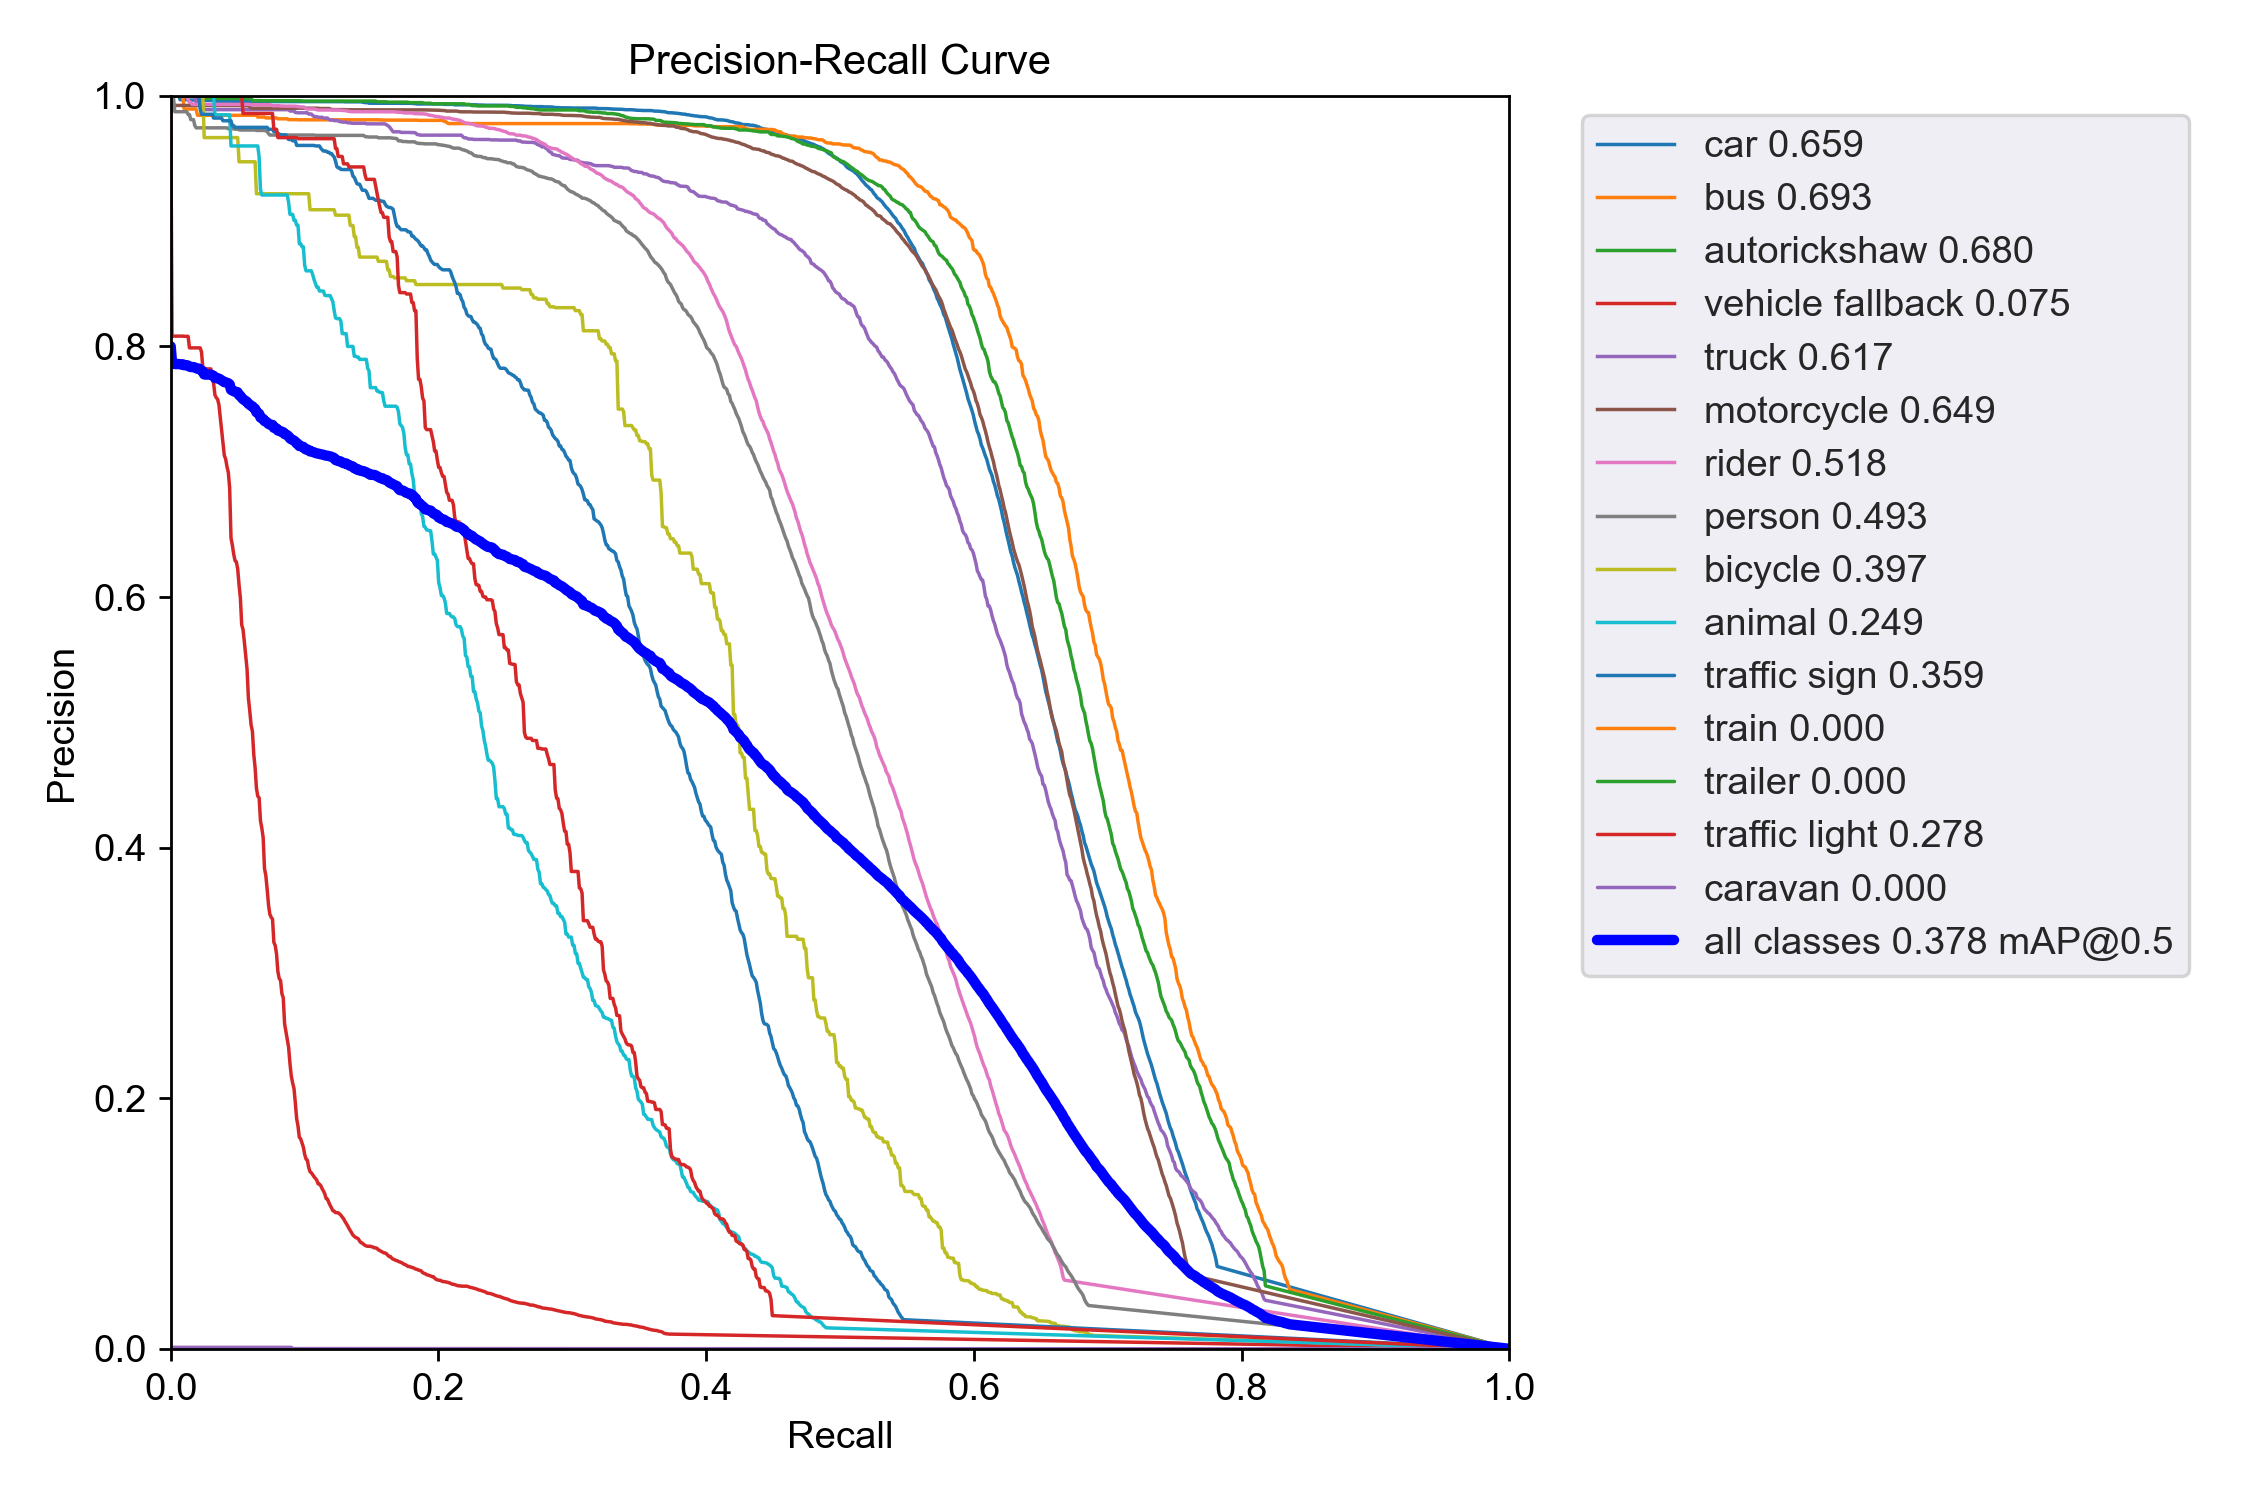 Precision-Recall Curve
1.0
0.8
0.6
0.4
0.2
0.0
Precision
0.0 0.2 0.4 0.6 0.8 1.0
Recall
car 0.659
bus 0.693
autorickshaw 0.680
vehicle fallback 0.075
truck 0.617
motorcycle 0.649
rider 0.518
person 0.493
bicycle 0.397
animal 0.249
traffic sign 0.359
train 0.000
trailer 0.000
traffic light 0.278
caravan 0.000
all classes 0.378 mAP@0.5